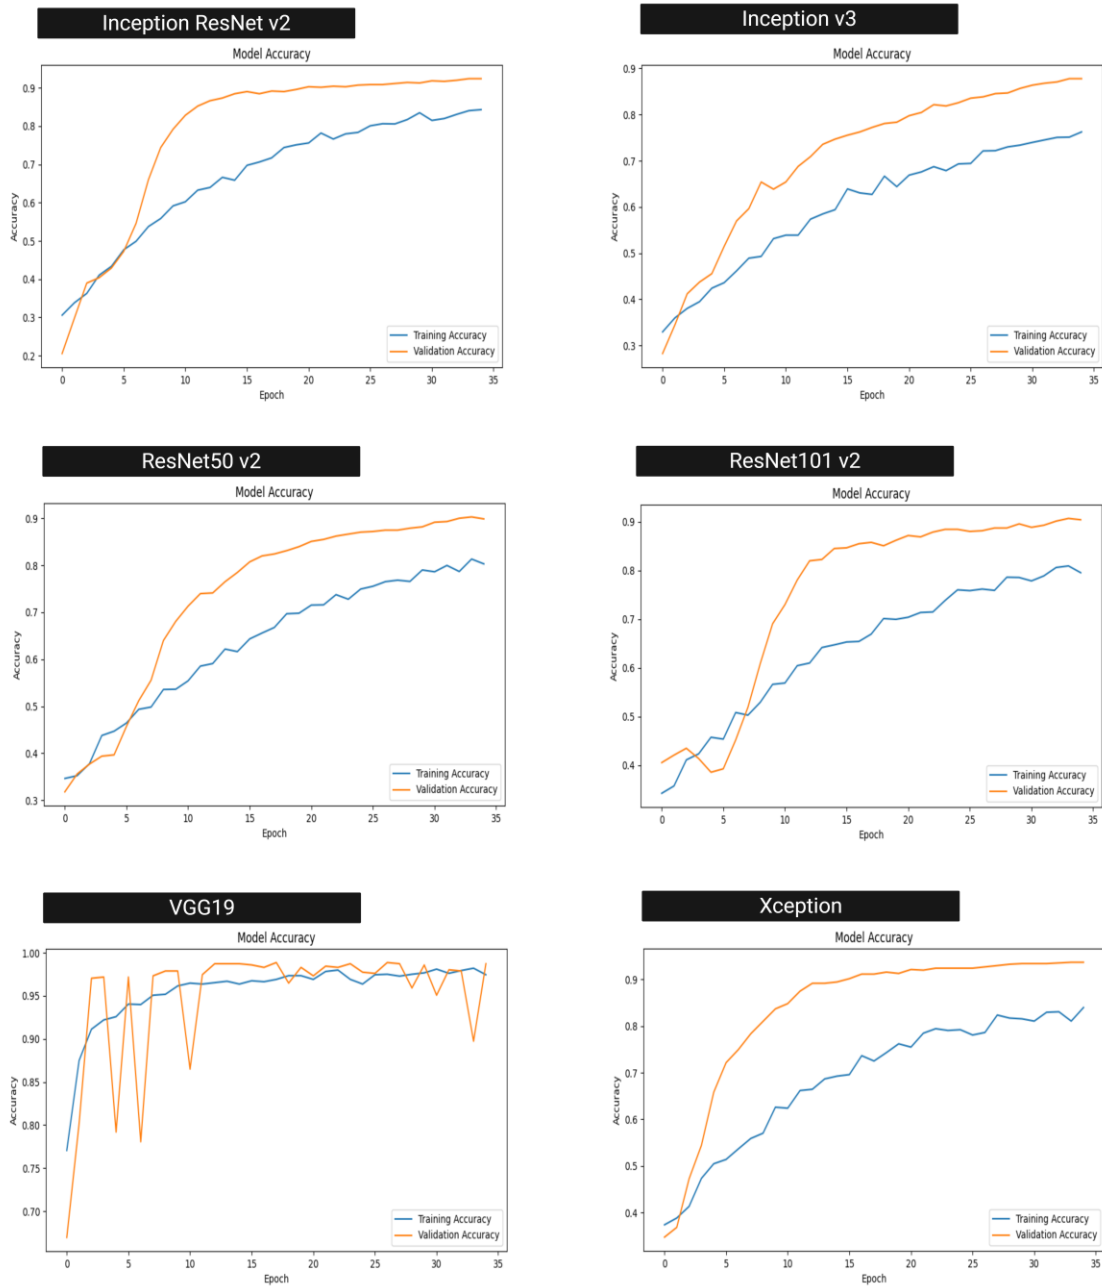 Inception ResNet v2
Model Accuracy
0.9
0.8
0.7
0.6
0.5
0.4
0.3
0.2
Accuracy
0 5 10 15 20 25 30 35
Epoch
Training Accuracy
Validation Accuracy
Inception v3
Model Accuracy
0.9
0.8
0.7
0.6
0.5
0.4
0.3
Accuracy
0 5 10 15 20 25 30 35
Epoch
Training Accuracy
Validation Accuracy
ResNet50 v2
Model Accuracy
0.9
0.8
0.7
0.6
0.5
0.4
0.3
Accuracy
0 5 10 15 20 25 30 35
Epoch
Training Accuracy
Validation Accuracy
ResNet101 v2
Model Accuracy
0.9
0.8
0.7
0.6
0.5
0.4
Accuracy
0 5 10 15 20 25 30 35
Epoch
Training Accuracy
Validation Accuracy
VGG19
Model Accuracy
1.00
0.95
0.90
0.85
0.80
0.75
0.70
Accuracy
0 5 10 15 20 25 30 35
Epoch
Training Accuracy
Validation Accuracy
Xception
Model Accuracy
0.9
0.8
0.7
0.6
0.5
0.4
Accuracy
0 5 10 15 20 25 30 35
Epoch
Training Accuracy
Validation Accuracy